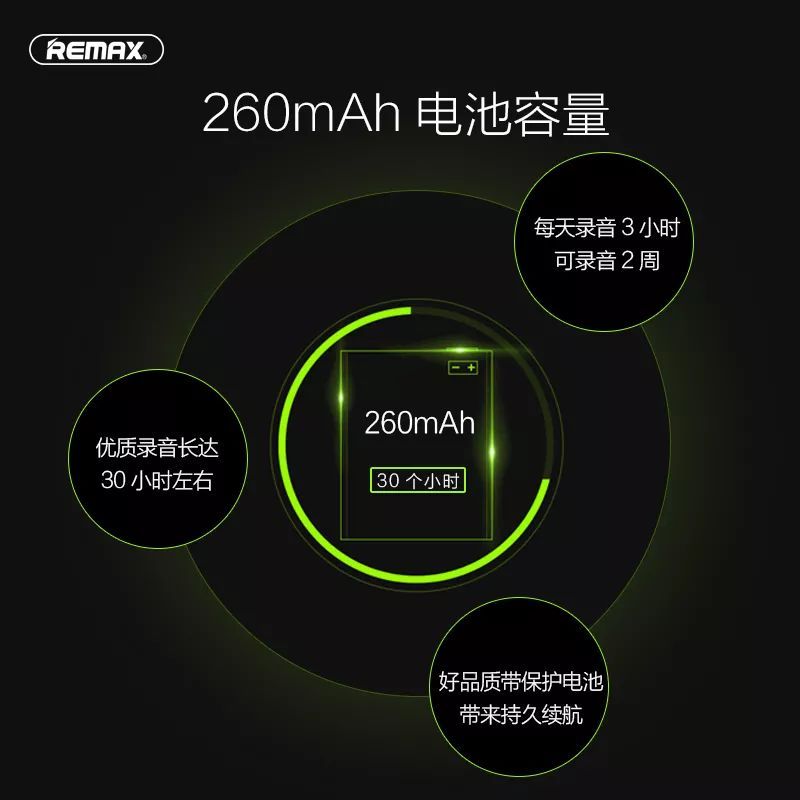 REMAX
260mAh 电池容量
每天录音 3 小时
可录音 2 周
260mAh
30 个小时
优质录音长达
30 小时左右
好品质带保护电池
带来持久续航